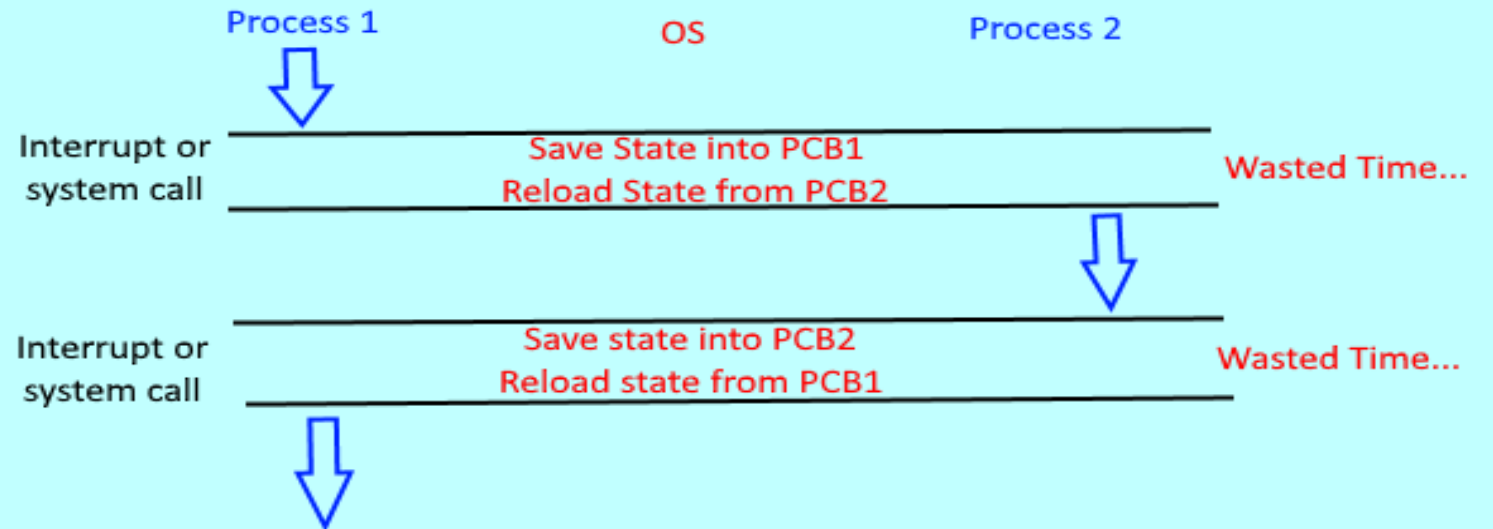 Process 1
OS
Process 2
Interrupt or
system call
Save State into PCB1
Reload State from PCB2
Wasted Time...
Interrupt or
system call
Save state into PCB2
Reload state from PCB1
Wasted Time...